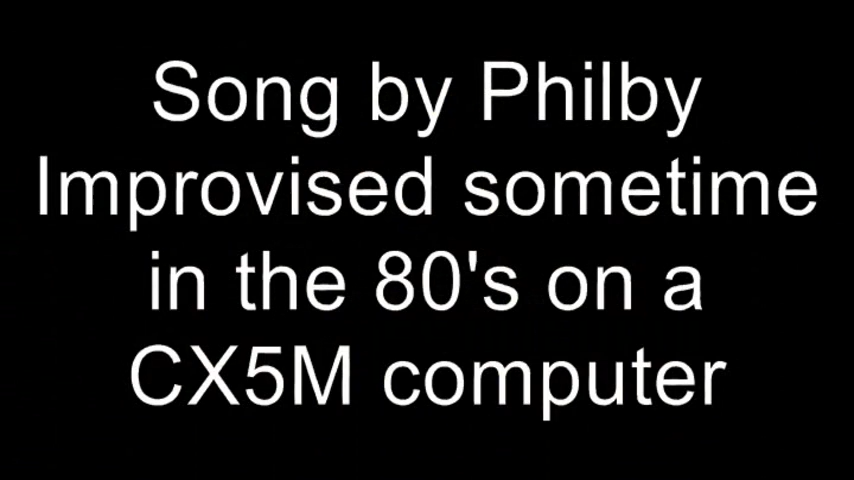 Song by Philby
Improvised sometime
in the 80's on a
CX5M computer